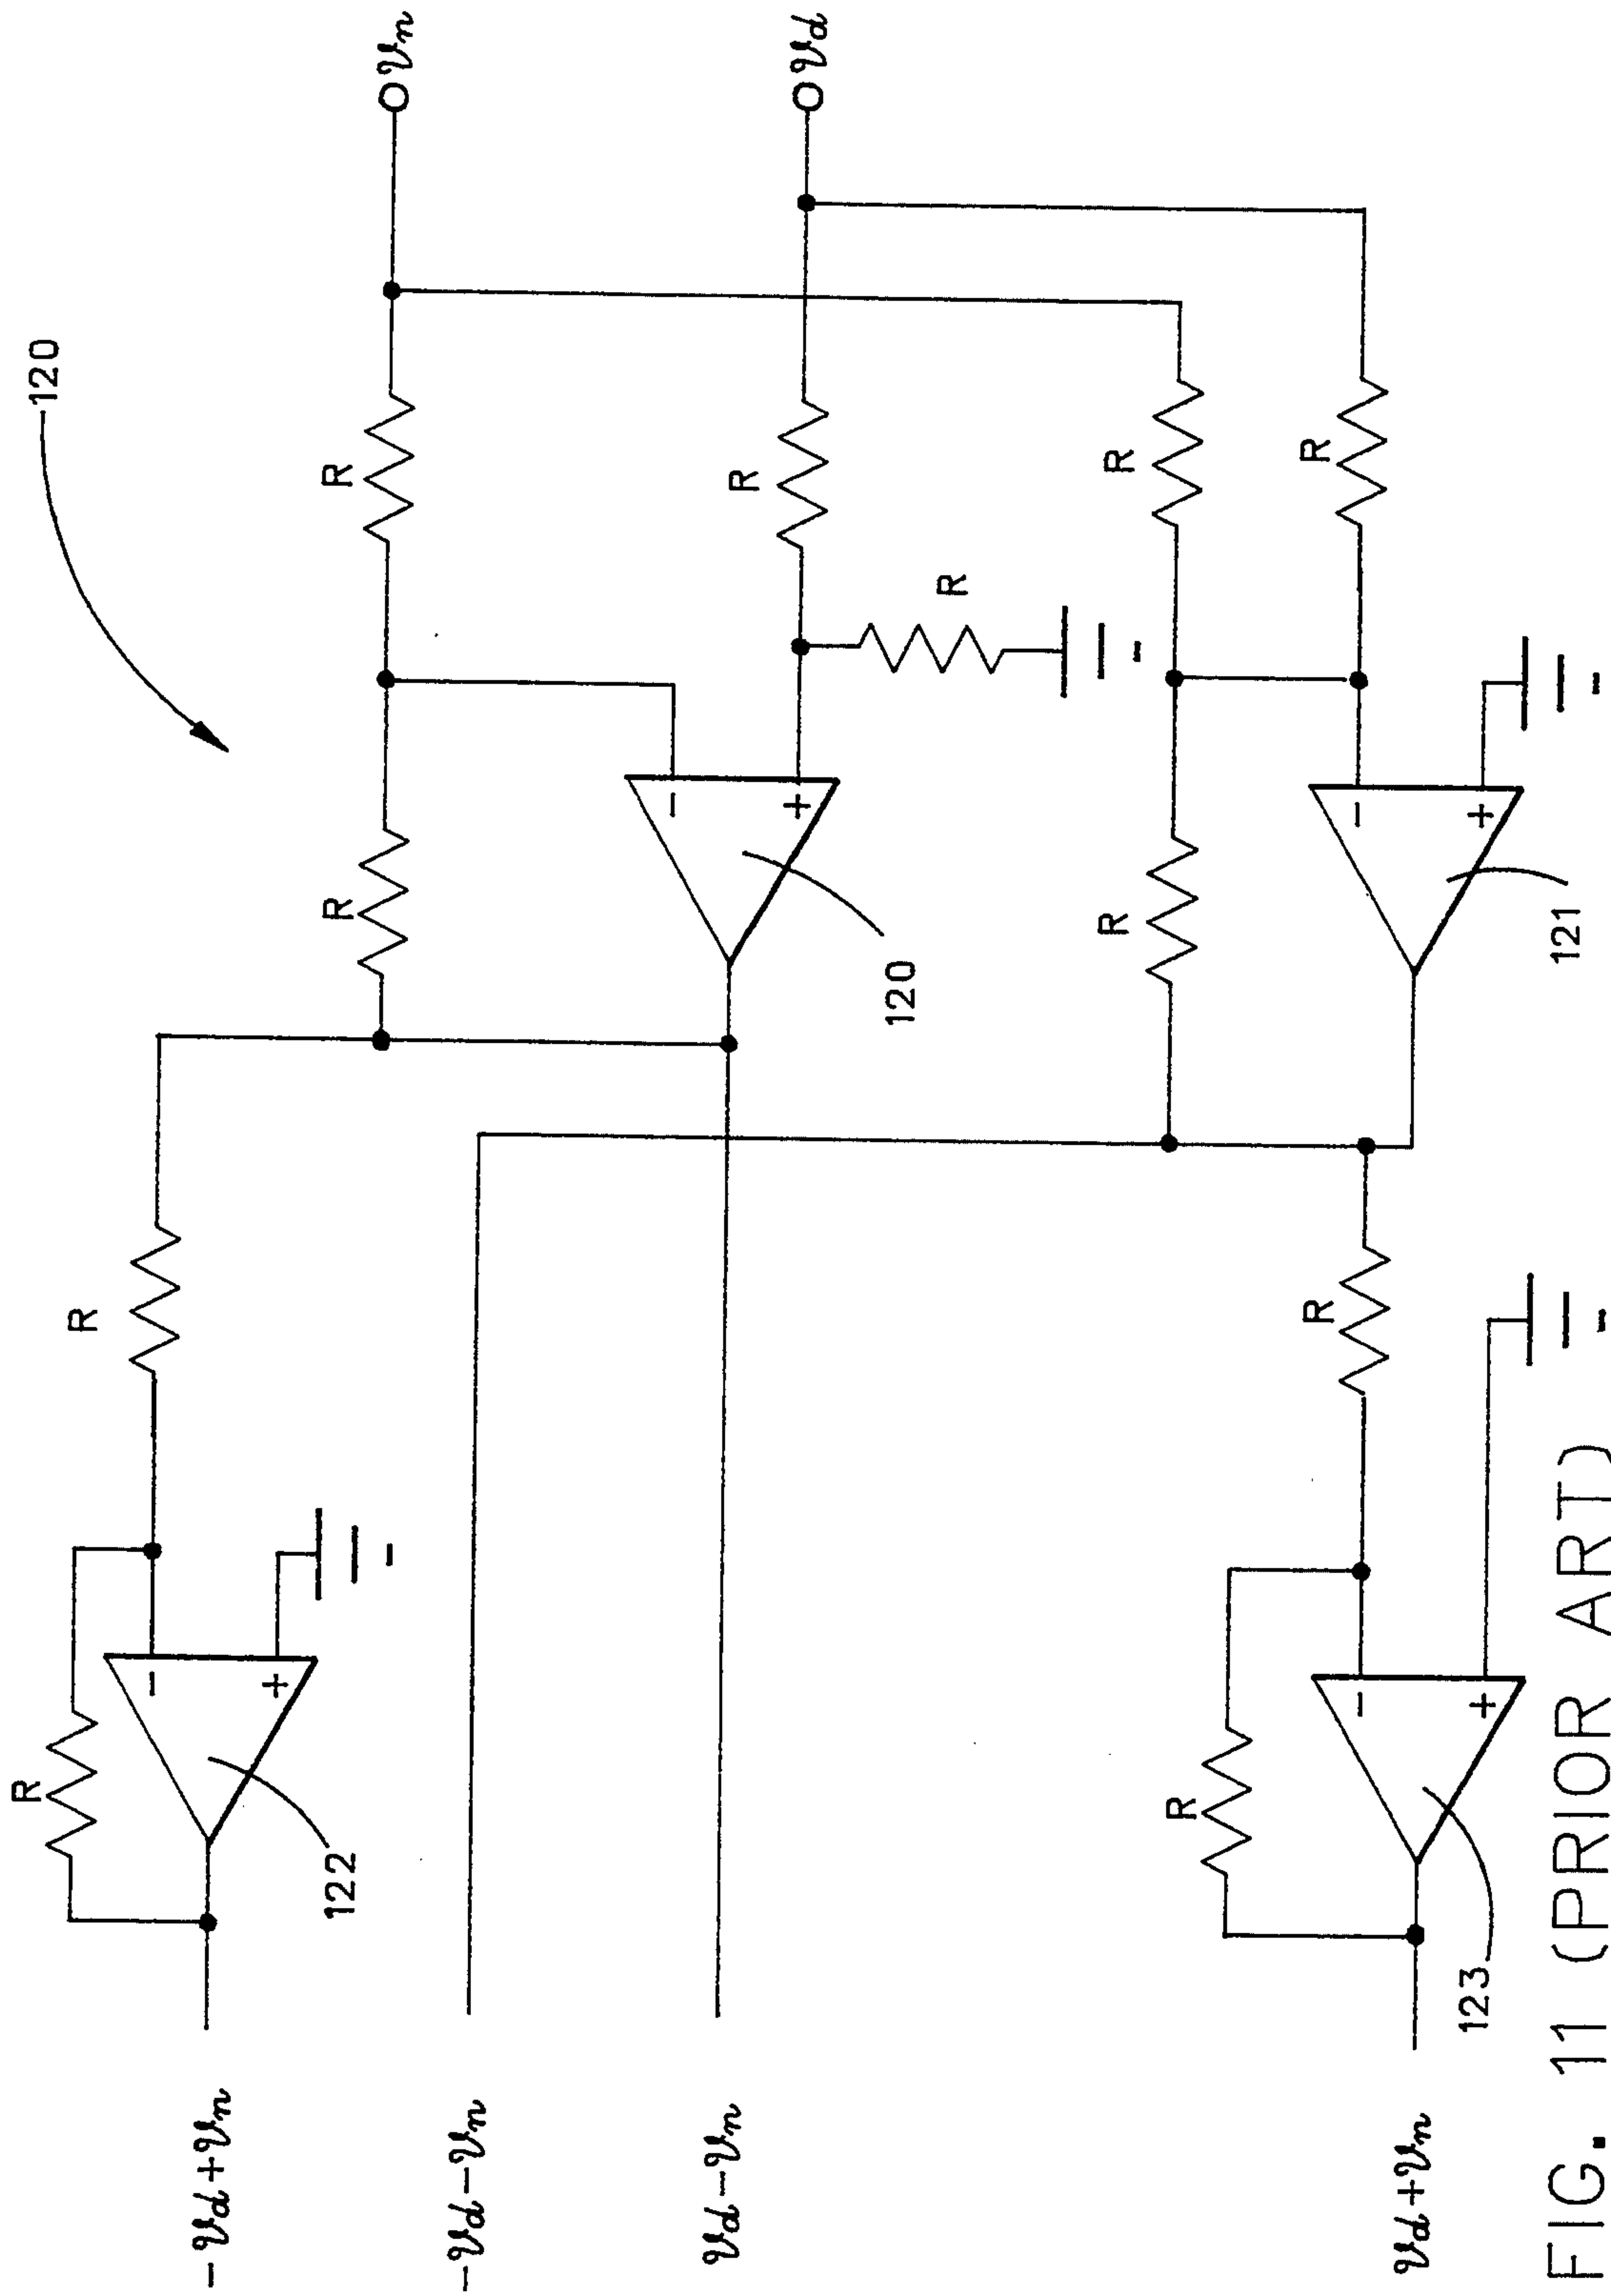 R
120
R
−
−𝒱d+𝒱n
+
122
R
R
𝒱n
−𝒱d−𝒱n
−
𝒱d−𝒱n
R
+
𝒱d
120
R
R
R
R
R
R
−
−
𝒱d+𝒱n
123
+
+
121
FIG. 11 (PRIOR ART)